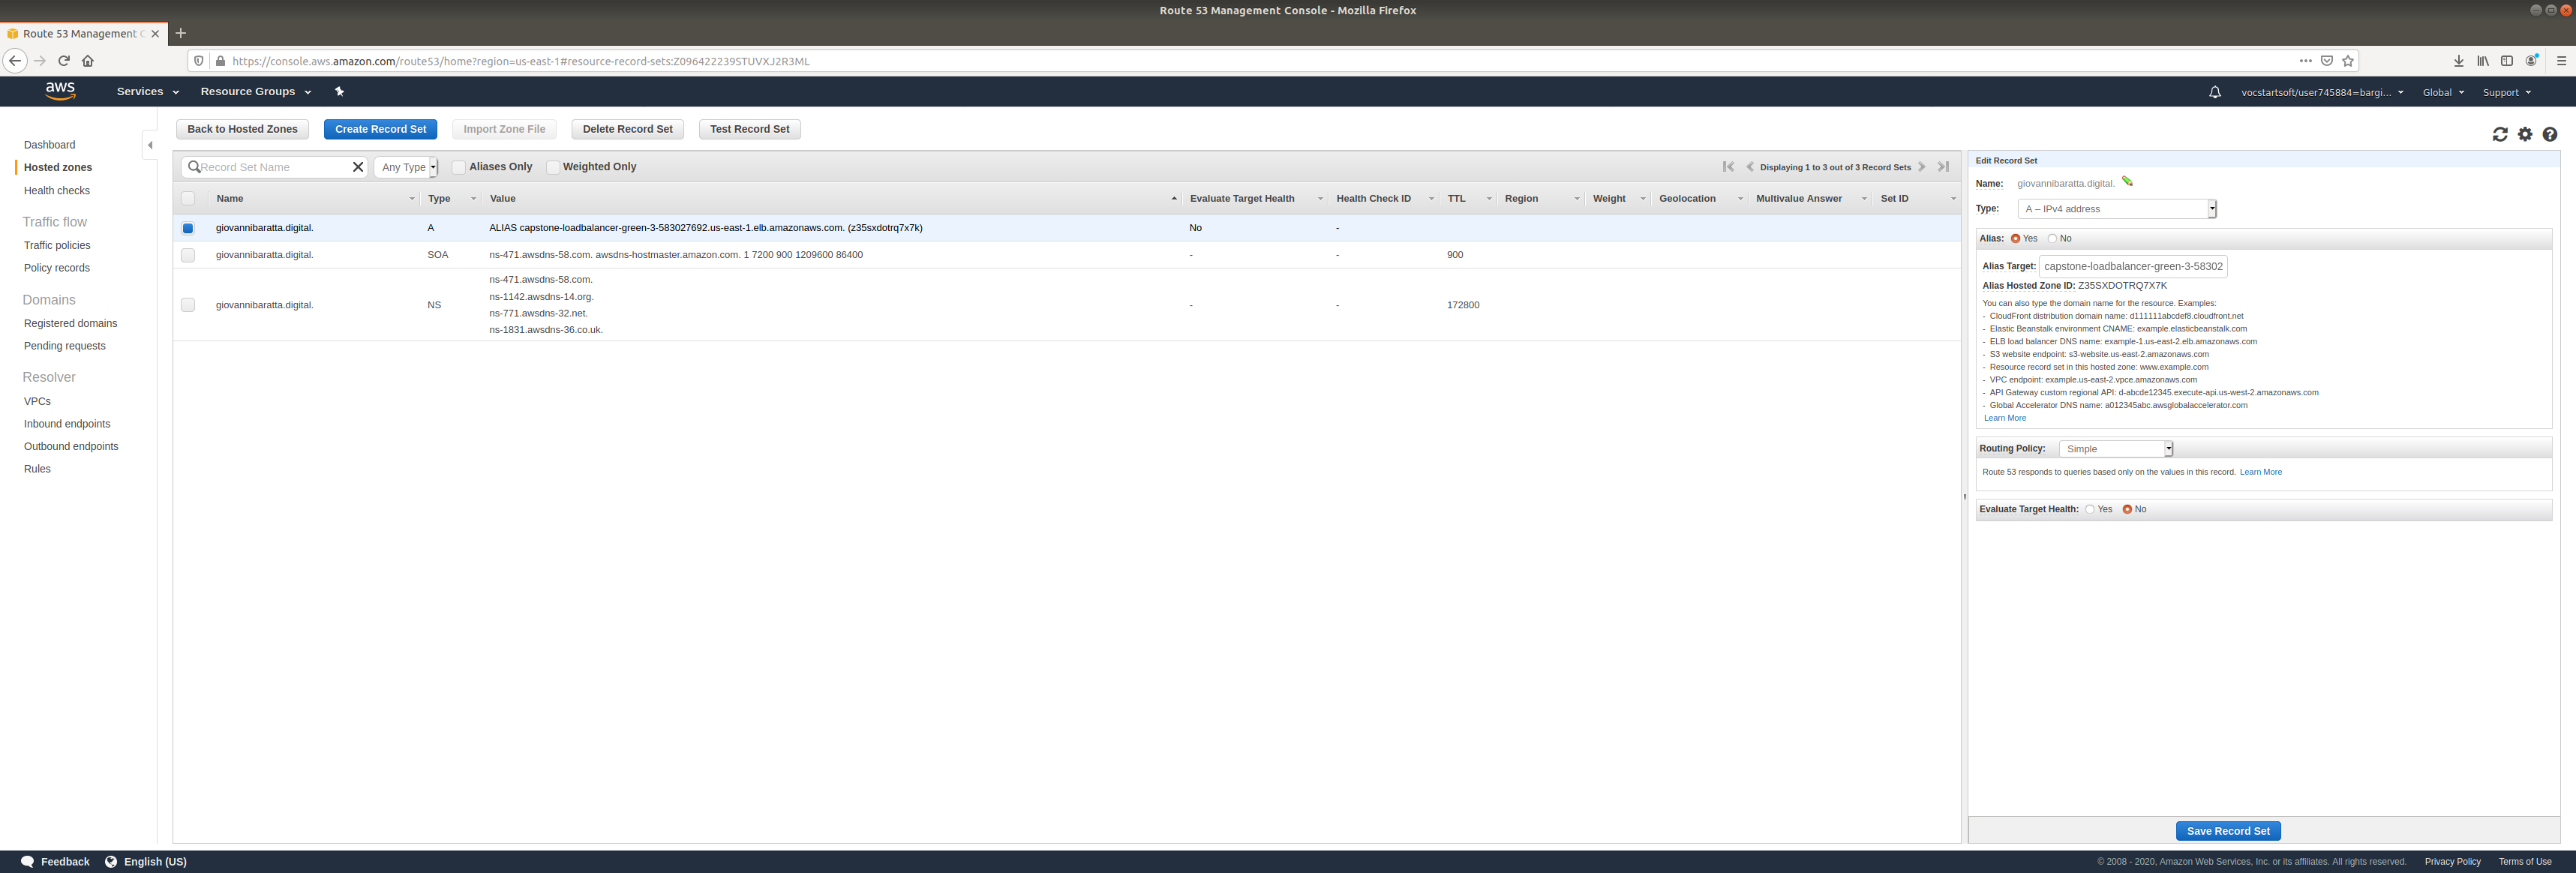 Route 53 Management Console - Mozilla Firefox
Route 53 Management C
https://console.aws.amazon.com/route53/home?region=us-east-1#resource-record-sets:Z096422239STUVXJ2R3ML
aws Services Resource Groups vocstartsoft/user745884=bargi... Global Support
Dashboard
Hosted zones
Health checks
Traffic flow
Traffic policies
Policy records
Domains
Registered domains
Pending requests
Resolver
VPCs
Inbound endpoints
Outbound endpoints
Rules
Back to Hosted Zones Create Record Set Import Zone File Delete Record Set Test Record Set
Record Set Name Any Type Aliases Only Weighted Only Displaying 1 to 3 out of 3 Record Sets
Name Type Value Evaluate Target Health Health Check ID TTL Region Weight Geolocation Multivalue Answer Set ID
giovannibaratta.digital. A ALIAS capstone-loadbalancer-green-3-583027692.us-east-1.elb.amazonaws.com. (z35sxdotrq7x7k) No -
giovannibaratta.digital. SOA ns-471.awsdns-58.com. awsdns-hostmaster.amazon.com. 1 7200 900 1209600 86400 - - 900
ns-471.awsdns-58.com.
ns-1142.awsdns-14.org.
giovannibaratta.digital. NS - - 172800
ns-771.awsdns-32.net.
ns-1831.awsdns-36.co.uk.
Edit Record Set
Name: giovannibaratta.digital.
Type: A – IPv4 address
Alias: Yes No
Alias Target: capstone-loadbalancer-green-3-58302
Alias Hosted Zone ID: Z35SXDOTRQ7X7K
You can also type the domain name for the resource. Examples:
- CloudFront distribution domain name: d111111abcdef8.cloudfront.net
- Elastic Beanstalk environment CNAME: example.elasticbeanstalk.com
- ELB load balancer DNS name: example-1.us-east-2.elb.amazonaws.com
- S3 website endpoint: s3-website.us-east-2.amazonaws.com
- Resource record set in this hosted zone: www.example.com
- VPC endpoint: example.us-east-2.vpce.amazonaws.com
- API Gateway custom regional API: d-abcde12345.execute-api.us-west-2.amazonaws.com
- Global Accelerator DNS name: a012345abc.awsglobalaccelerator.com
Learn More
Routing Policy: Simple
Route 53 responds to queries based only on the values in this record. Learn More
Evaluate Target Health: Yes No
Save Record Set
Feedback English (US) © 2008 - 2020, Amazon Web Services, Inc. or its affiliates. All rights reserved. Privacy Policy Terms of Use